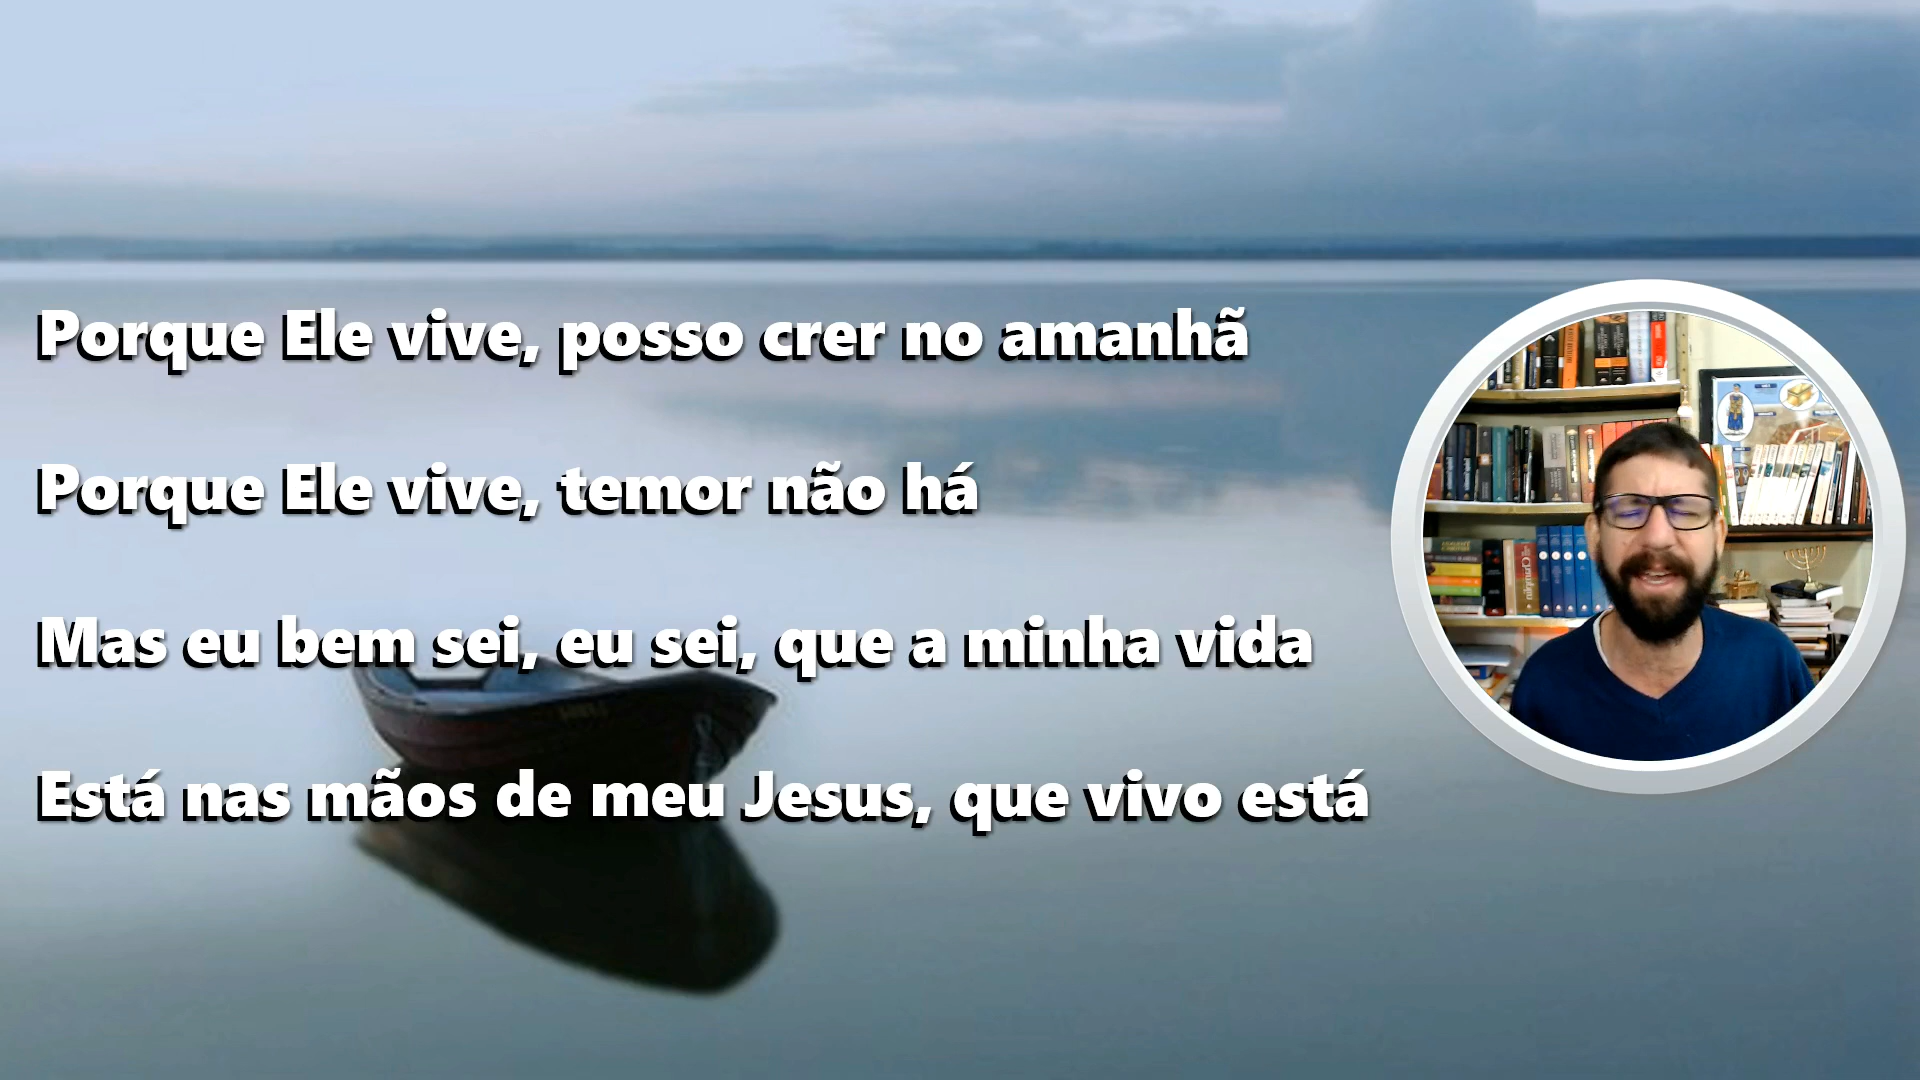 Porque Ele vive, posso crer no amanhã
Porque Ele vive, temor não há
Mas eu bem sei, eu sei, que a minha vida
Está nas mãos de meu Jesus, que vivo está